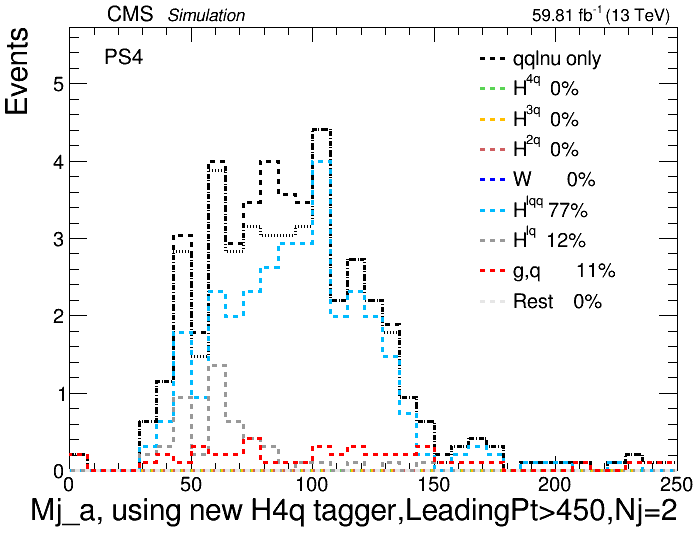 CMS Simulation 59.81 fb⁻¹ (13 TeV)
PS4
Events
qqlnu only
H4q 0%
H3q 0%
H2q 0%
W 0%
Hlqq 77%
Hlq 12%
g,q 11%
Rest 0%
5
4
3
2
1
0
0 50 100 150 200 250
Mj_a, using new H4q tagger,LeadingPt>450,Nj=2